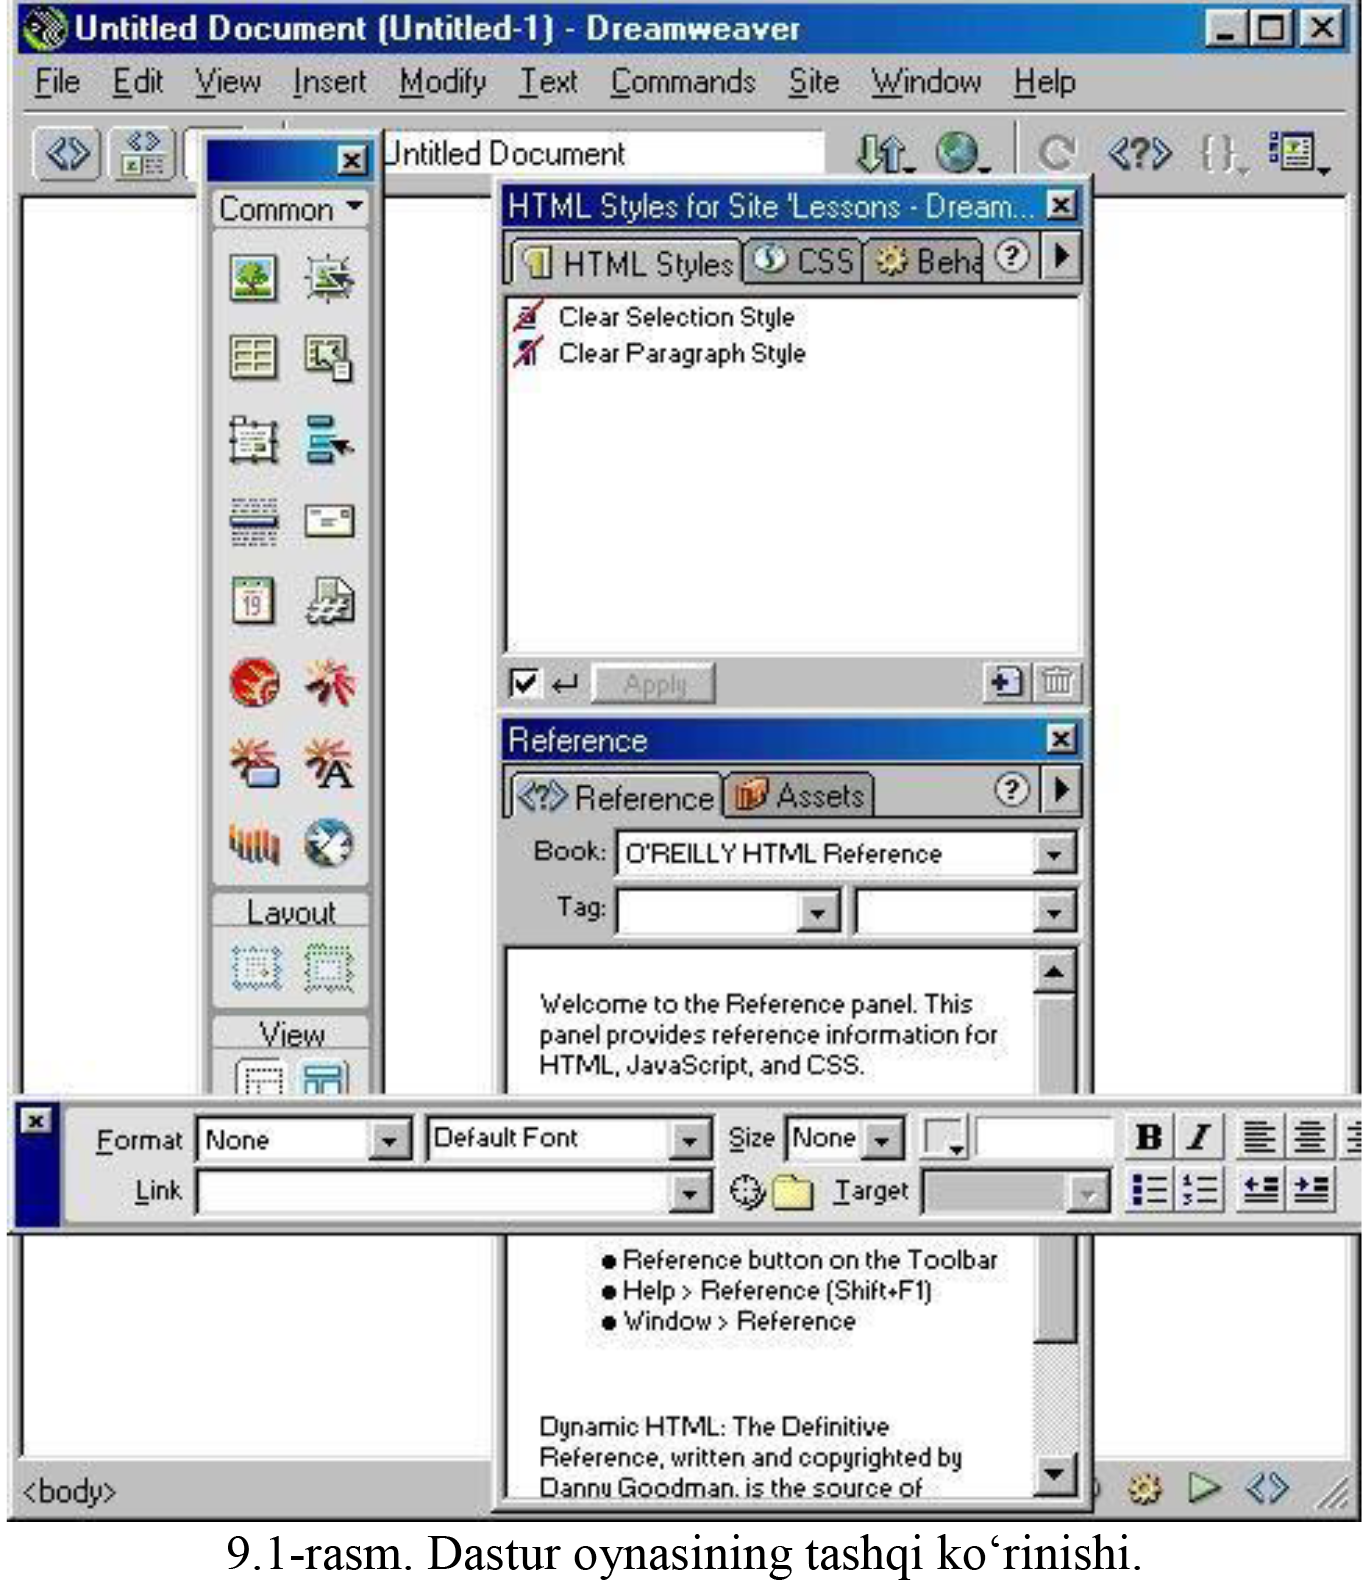 Untitled Document (Untitled-1) - Dreamweaver
File Edit View Insert Modify Text Commands Site Window Help
Untitled Document
Common
19
Layout
View
HTML Styles for Site 'Lessons - Dream...
HTML Styles CSS Beha
Clear Selection Style
Clear Paragraph Style
Apply
Reference
Reference Assets
Book: O'REILLY HTML Reference
Tag:
Welcome to the Reference panel. This
panel provides reference information for
HTML, JavaScript, and CSS.
Format None Default Font Size None B I
Link Target
• Reference button on the Toolbar
• Help > Reference (Shift+F1)
• Window > Reference
Dynamic HTML: The Definitive
Reference, written and copyrighted by
Danny Goodman, is the source of
<body>
9.1-rasm. Dastur oynasining tashqi ko‘rinishi.